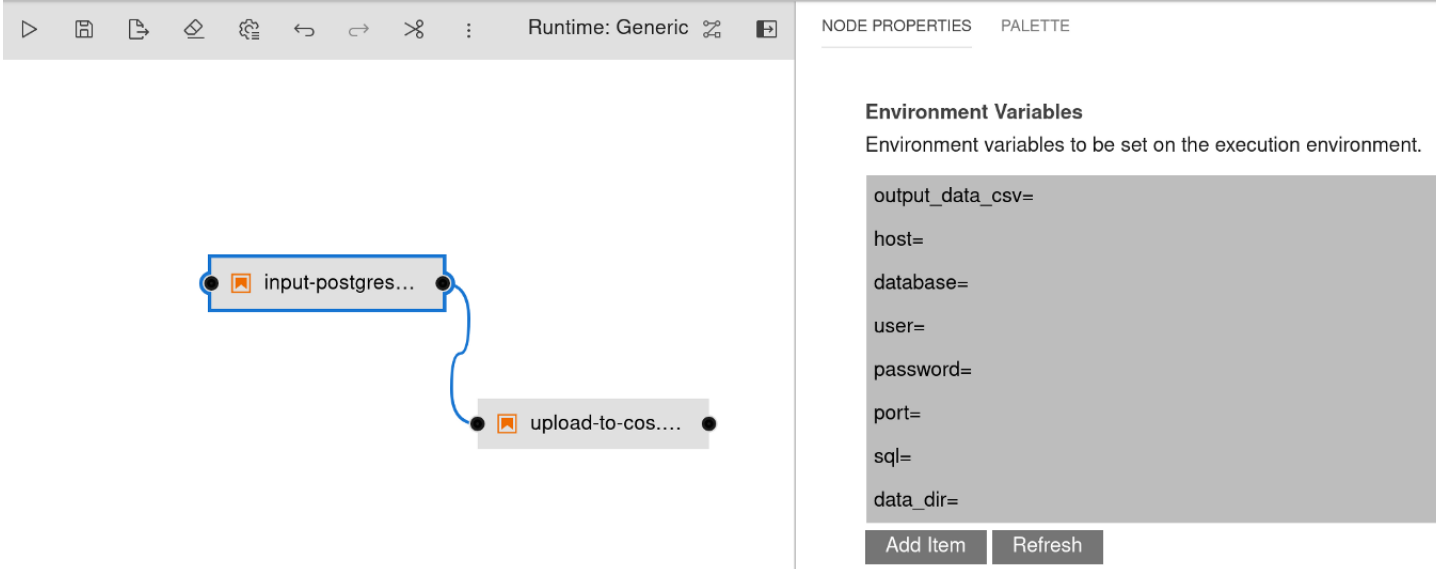 Runtime: Generic
NODE PROPERTIES PALETTE
Environment Variables
Environment variables to be set on the execution environment.
output_data_csv=
host=
database=
user=
password=
port=
sql=
data_dir=
Add Item Refresh
input-postgres...
upload-to-cos....